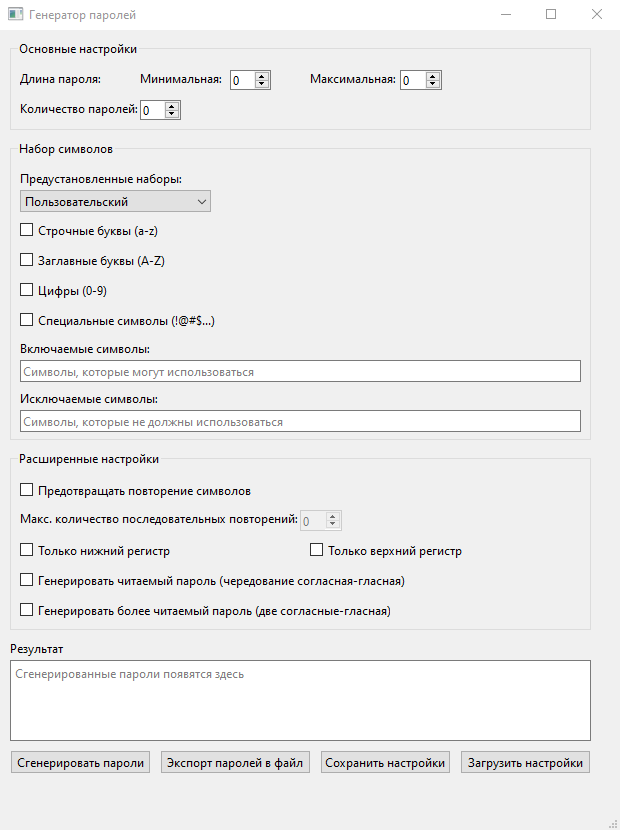 Генератор паролей
Основные настройки
Длина пароля: Минимальная: 0 Максимальная: 0
Количество паролей: 0
Набор символов
Предустановленные наборы:
Пользовательский
Строчные буквы (a-z)
Заглавные буквы (A-Z)
Цифры (0-9)
Специальные символы (!@#$...)
Включаемые символы:
Символы, которые могут использоваться
Исключаемые символы:
Символы, которые не должны использоваться
Расширенные настройки
Предотвращать повторение символов
Макс. количество последовательных повторений: 0
Только нижний регистр Только верхний регистр
Генерировать читаемый пароль (чередование согласная-гласная)
Генерировать более читаемый пароль (две согласные-гласная)
Результат
Сгенерированные пароли появятся здесь
Сгенерировать пароли Экспорт паролей в файл Сохранить настройки Загрузить настройки